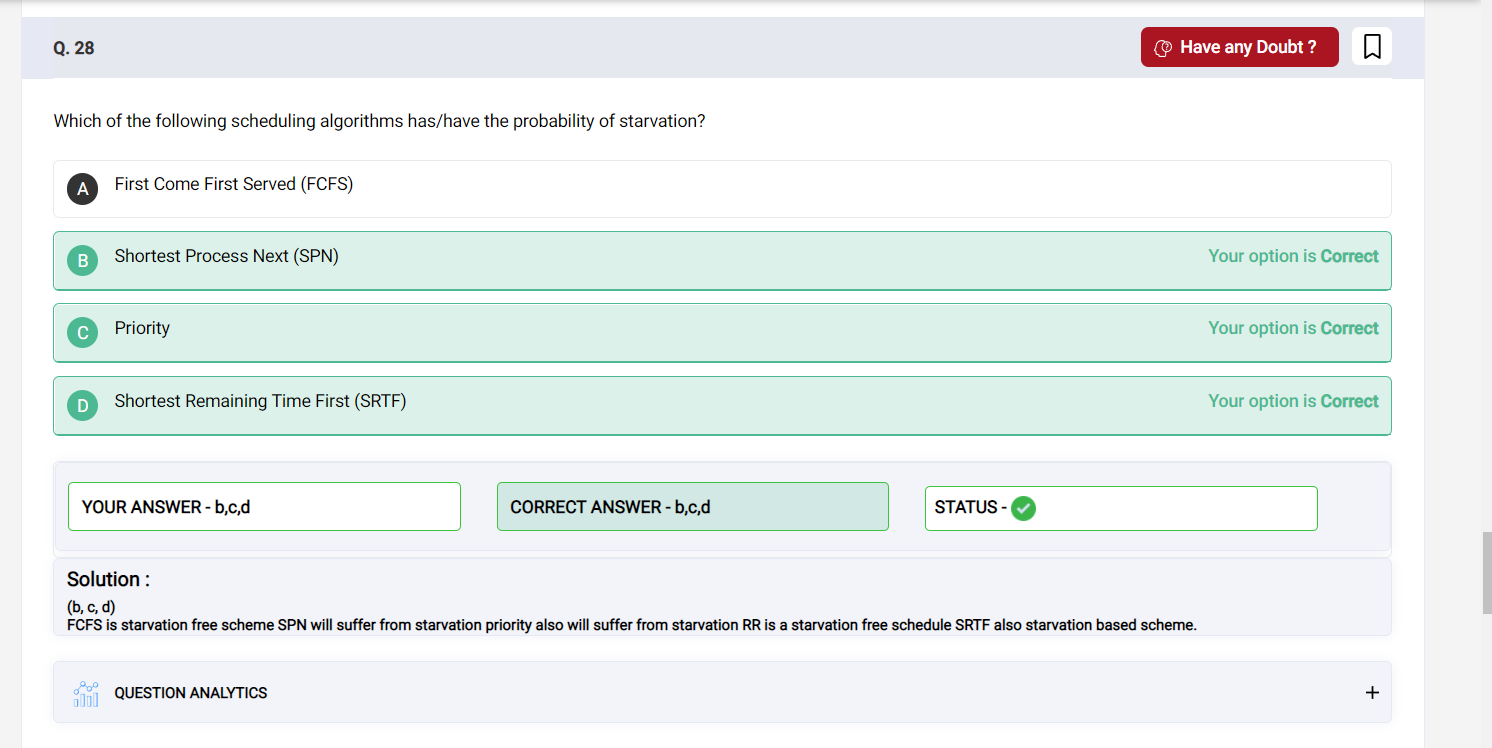 Q. 28
Have any Doubt ?
Which of the following scheduling algorithms has/have the probability of starvation?
A First Come First Served (FCFS)
B Shortest Process Next (SPN) Your option is Correct
C Priority Your option is Correct
D Shortest Remaining Time First (SRTF) Your option is Correct
YOUR ANSWER - b,c,d
CORRECT ANSWER - b,c,d
STATUS -
Solution :
(b, c, d)
FCFS is starvation free scheme SPN will suffer from starvation priority also will suffer from starvation RR is a starvation free schedule SRTF also starvation based scheme.
QUESTION ANALYTICS +